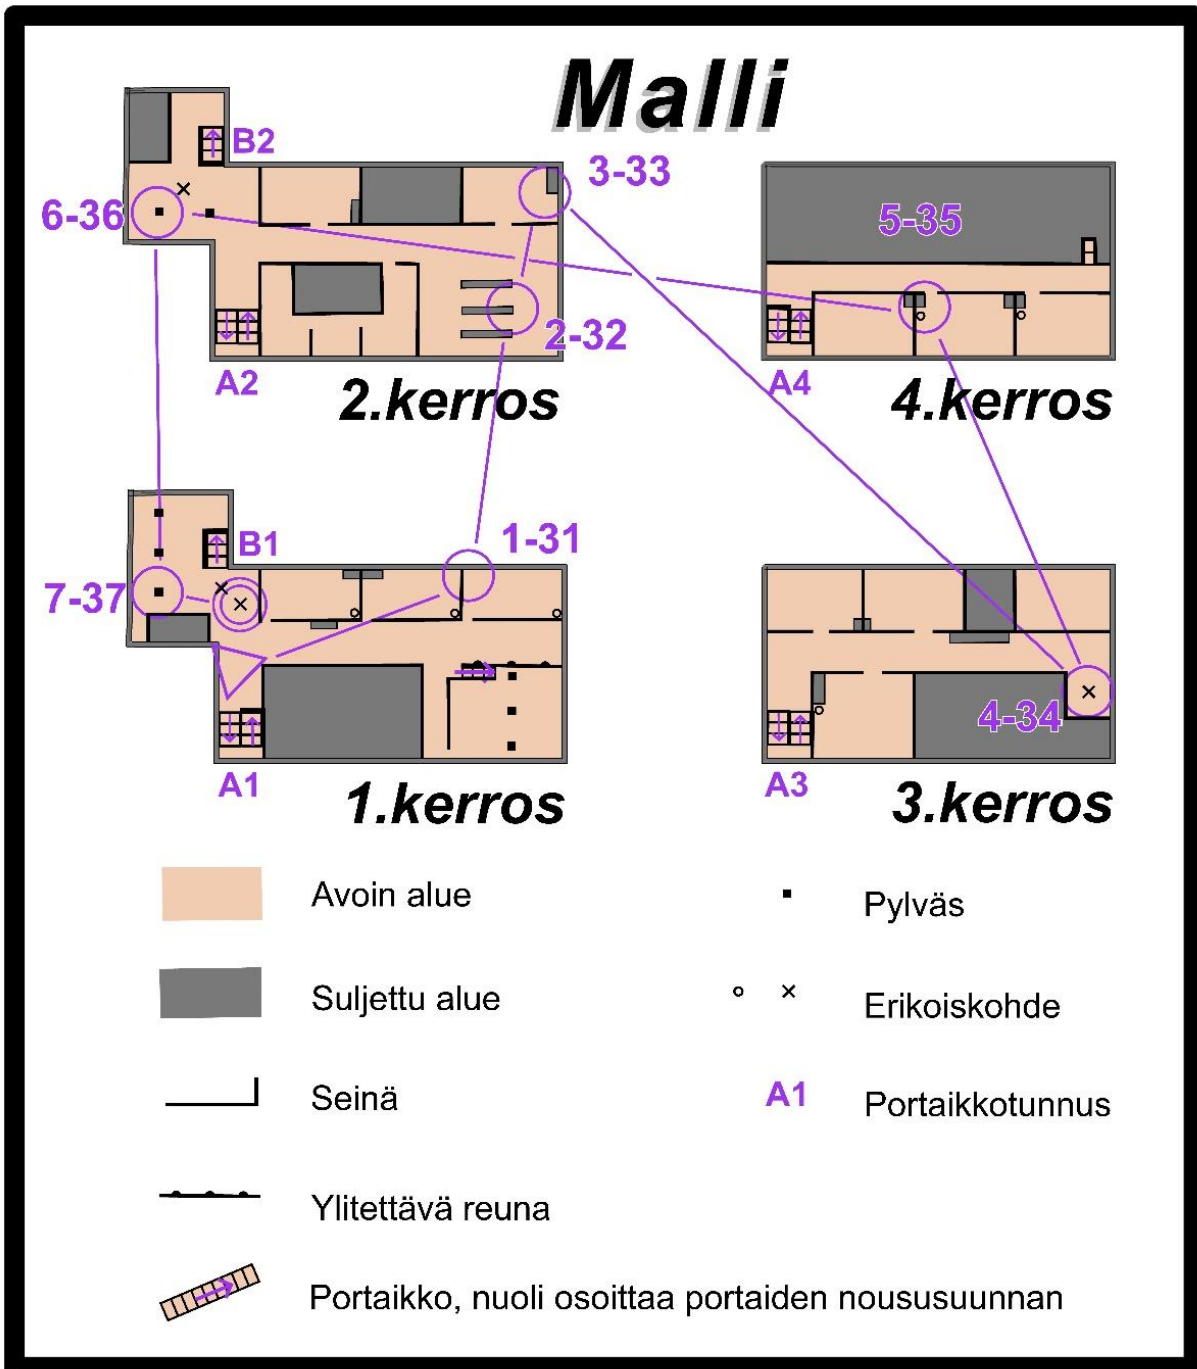 Malli
B2
3-33
6-36
5-35
2-32
A2
A4
2.kerros
4.kerros
B1
1-31
7-37
4-34
A1
A3
1.kerros
3.kerros
Avoin alue
Pylväs
Suljettu alue
Erikoiskohde
Seinä
A1
Portaikkotunnus
Ylitettävä reuna
Portaikko, nuoli osoittaa portaiden noususuunnan